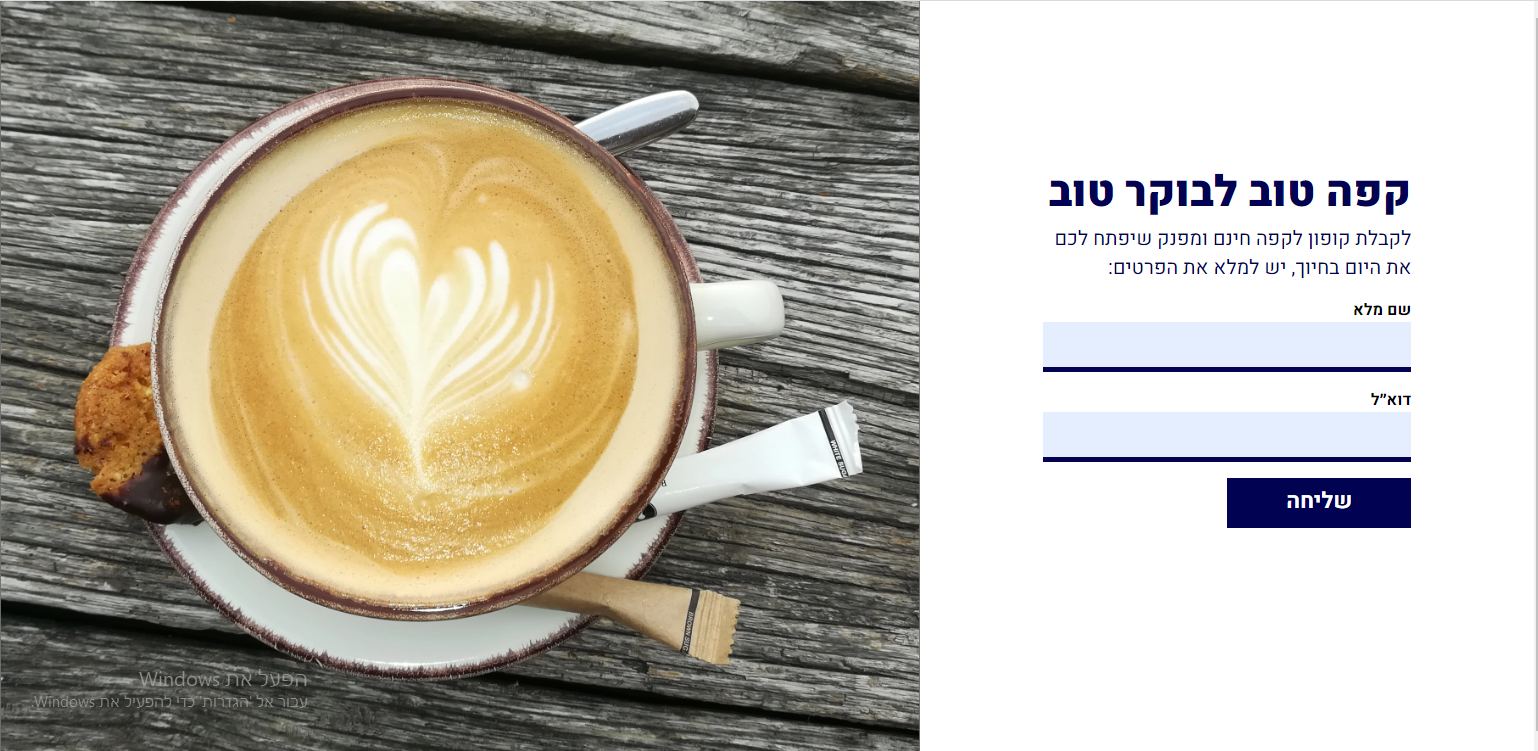 קפה טוב לבוקר טוב
לקבלת קופון לקפה חינם ומפנק שיפתח לכם
את היום בחיוך, יש למלא את הפרטים:
שם מלא
דוא״ל
שליחה
הפעל את Windows
עבור אל 'הגדרות' כדי להפעיל את Windows.